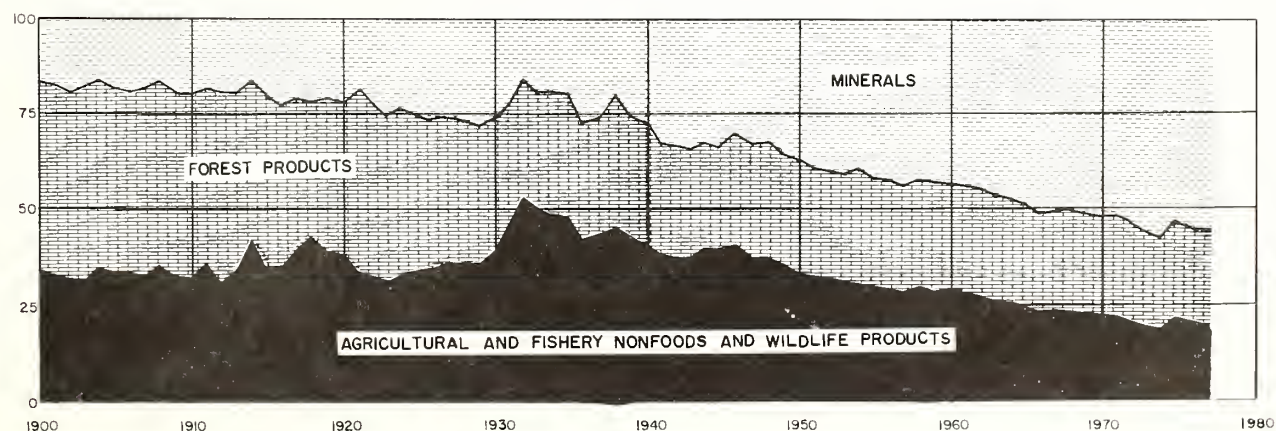 100
MINERALS
75
FOREST PRODUCTS
50
25
AGRICULTURAL AND FISHERY NONFOODS AND WILDLIFE PRODUCTS
0
1900 1910 1920 1930 1940 1950 1960 1970 1980